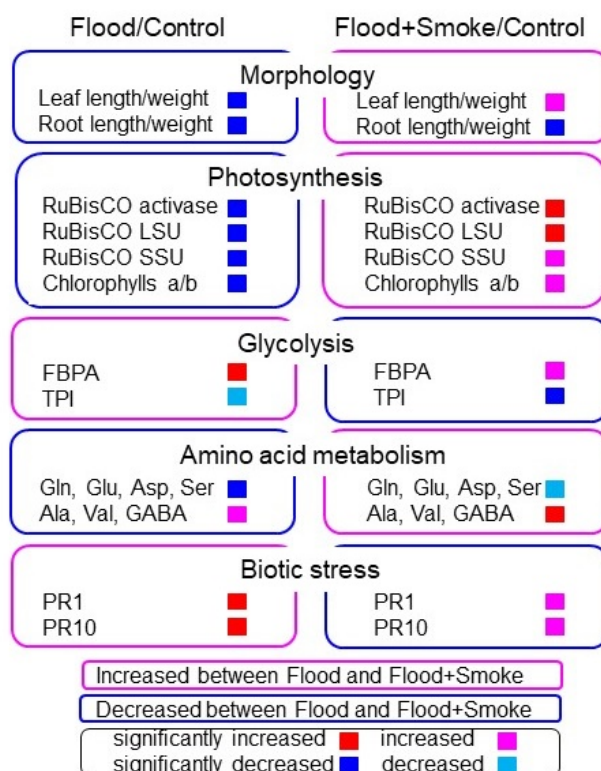 Flood/Control Flood+Smoke/Control
Morphology
Leaf length/weight Leaf length/weight
Root length/weight Root length/weight
Photosynthesis
RuBisCO activase RuBisCO activase
RuBisCO LSU RuBisCO LSU
RuBisCO SSU RuBisCO SSU
Chlorophylls a/b Chlorophylls a/b
Glycolysis
FBPA FBPA
TPI TPI
Amino acid metabolism
Gln, Glu, Asp, Ser Gln, Glu, Asp, Ser
Ala, Val, GABA Ala, Val, GABA
Biotic stress
PR1 PR1
PR10 PR10
Increased between Flood and Flood+Smoke
Decreased between Flood and Flood+Smoke
significantly increased increased
significantly decreased decreased